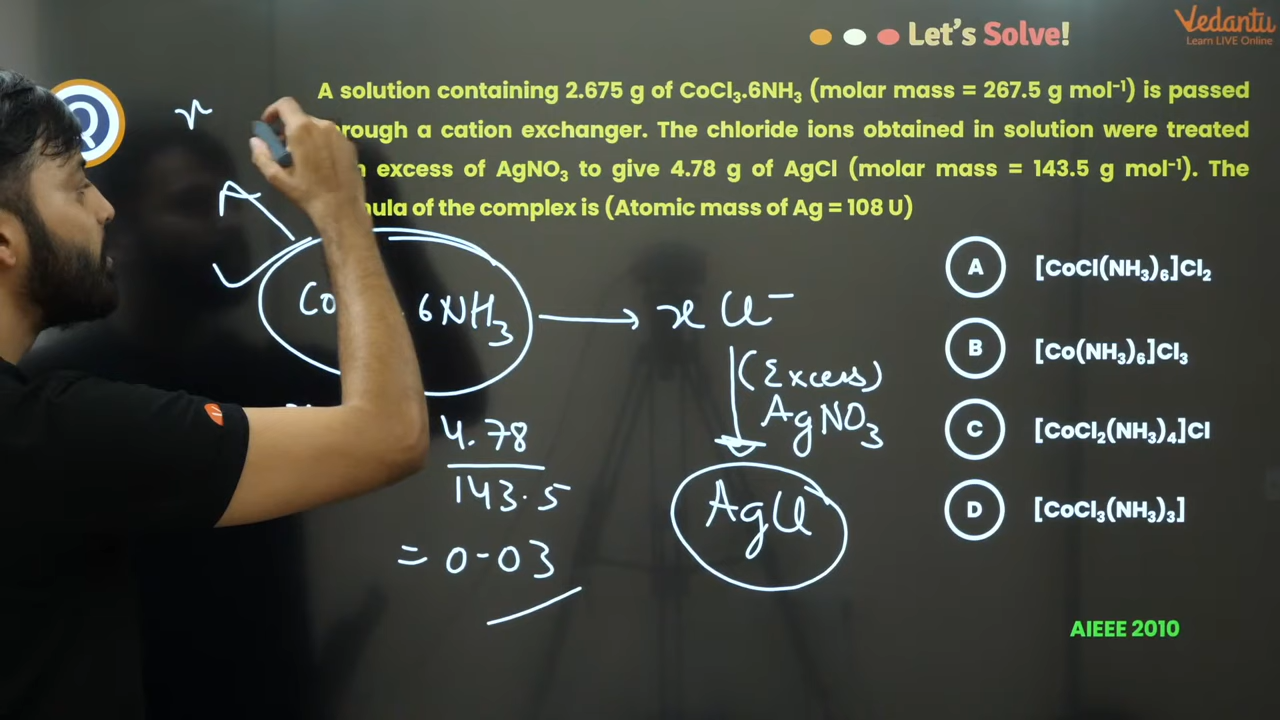 Vedantu
Learn LIVE Online
Let's Solve!
A solution containing 2.675 g of CoCl₃.6NH₃ (molar mass = 267.5 g mol⁻¹) is passed
rough a cation exchanger. The chloride ions obtained in solution were treated
excess of AgNO₃ to give 4.78 g of AgCl (molar mass = 143.5 g mol⁻¹). The
ula of the complex is (Atomic mass of Ag = 108 U)
Co 6NH₃ → x Cl⁻
(Excess)
AgNO₃
AgCl
4.78
143.5
= 0.03
A [CoCl(NH₃)₆]Cl₂
B [Co(NH₃)₆]Cl₃
C [CoCl₂(NH₃)₄]Cl
D [CoCl₃(NH₃)₃]
AIEEE 2010